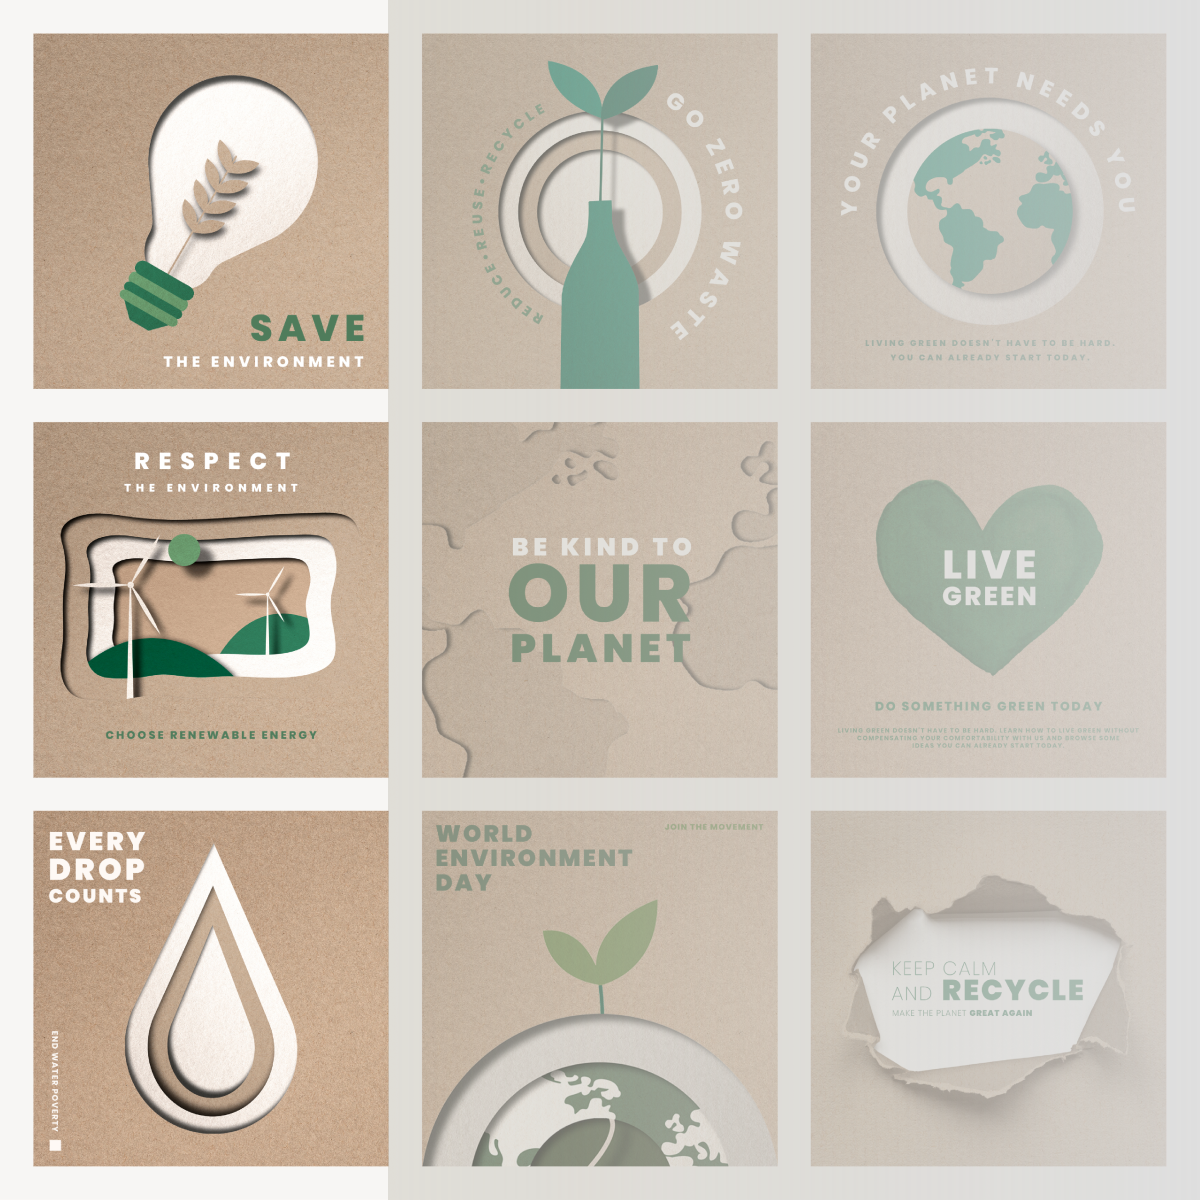 SAVE
THE ENVIRONMENT
REDUCE•REUSE•RECYCLE
GO ZERO WASTE
YOUR PLANET NEEDS YOU
LIVING GREEN DOESN'T HAVE TO BE HARD.
YOU CAN ALREADY START TODAY.
RESPECT
THE ENVIRONMENT
CHOOSE RENEWABLE ENERGY
BE KIND TO
OUR
PLANET
LIVE
GREEN
DO SOMETHING GREEN TODAY
LIVING GREEN DOESN'T HAVE TO BE HARD. LEARN HOW TO LIVE GREEN WITHOUT
COMPENSATING YOUR COMFORTABILITY WITH US AND BROWSE SOME
IDEAS YOU CAN ALREADY START TODAY.
EVERY
DROP
COUNTS
END WATER POVERTY
WORLD
ENVIRONMENT
DAY
JOIN THE MOVEMENT
KEEP CALM
AND RECYCLE
MAKE THE PLANET GREAT AGAIN